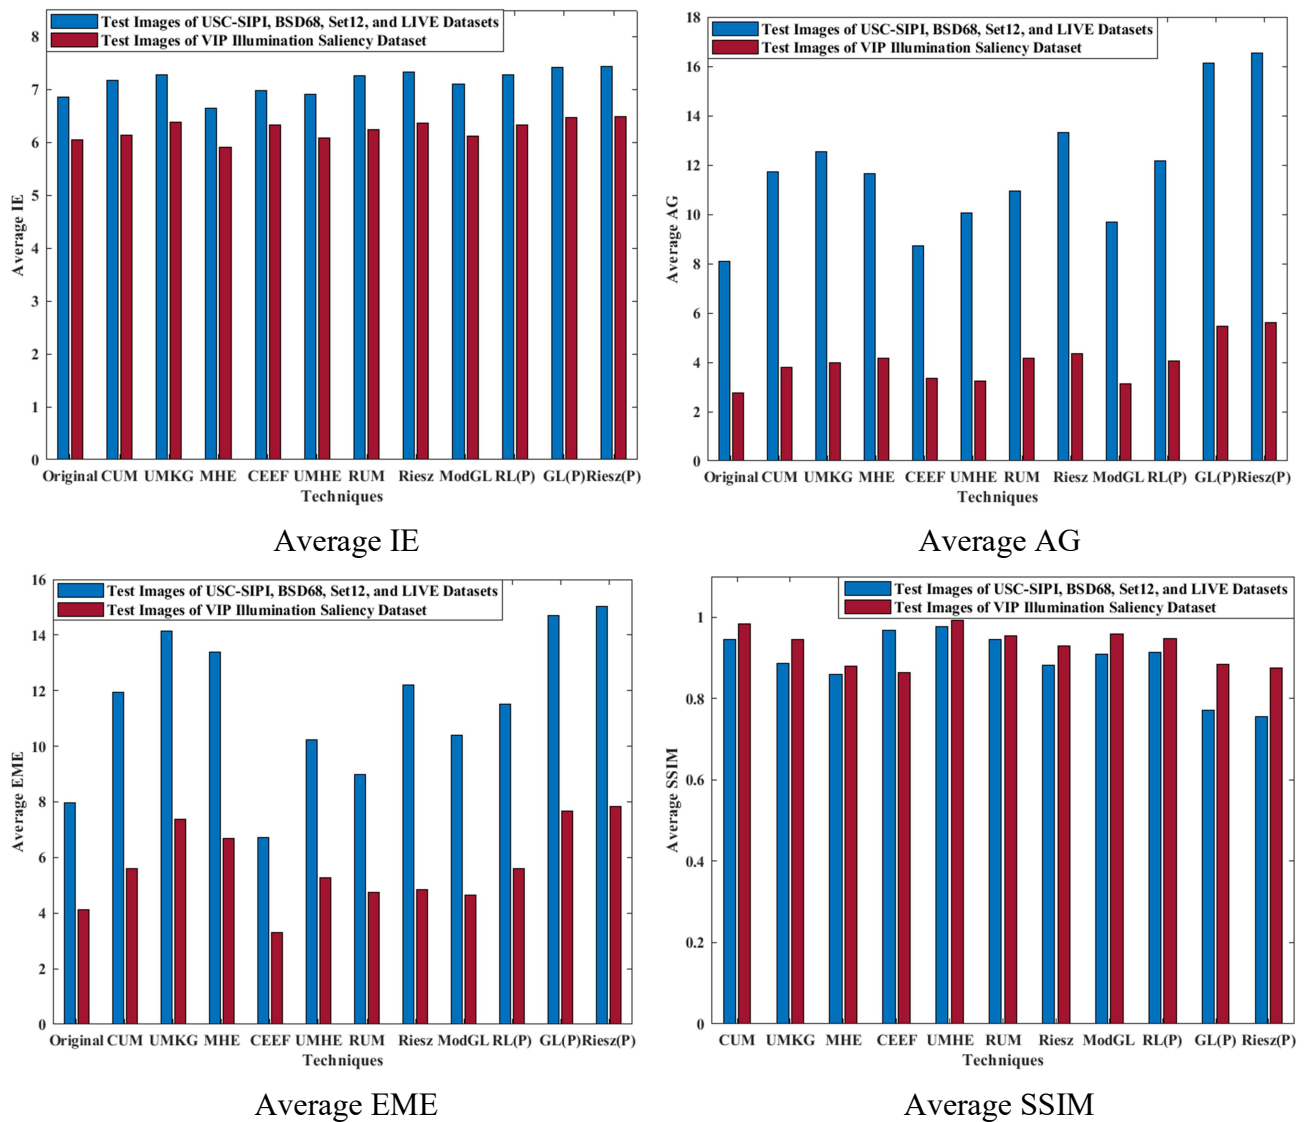 Test Images of USC-SIPI, BSD68, Set12, and LIVE Datasets
Test Images of VIP Illumination Saliency Dataset
8
7
6
5
4
3
2
1
0
Average IE
Original CUM UMKG MHE CEEF UMHE RUM Riesz ModGL RL(P) GL(P) Riesz(P)
Techniques
Average IE
Test Images of USC-SIPI, BSD68, Set12, and LIVE Datasets
Test Images of VIP Illumination Saliency Dataset
18
16
14
12
10
8
6
4
2
0
Average AG
Original CUM UMKG MHE CEEF UMHE RUM Riesz ModGL RL(P) GL(P) Riesz(P)
Techniques
Average AG
Test Images of USC-SIPI, BSD68, Set12, and LIVE Datasets
Test Images of VIP Illumination Saliency Dataset
16
14
12
10
8
6
4
2
0
Average EME
Original CUM UMKG MHE CEEF UMHE RUM Riesz ModGL RL(P) GL(P) Riesz(P)
Techniques
Average EME
Test Images of USC-SIPI, BSD68, Set12, and LIVE Datasets
Test Images of VIP Illumination Saliency Dataset
1
0.8
0.6
0.4
0.2
0
Average SSIM
CUM UMKG MHE CEEF UMHE RUM Riesz ModGL RL(P) GL(P) Riesz(P)
Techniques
Average SSIM